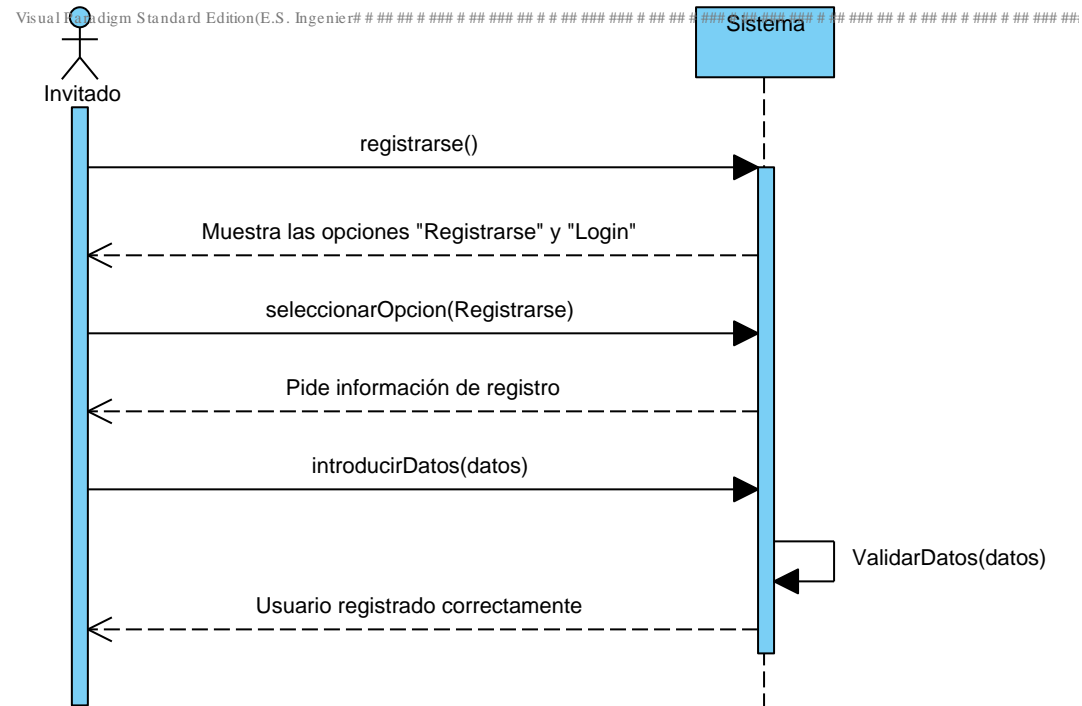 Visual Paradigm Standard Edition(E.S. Ingenier
Sistema
Invitado
registrarse()
Muestra las opciones "Registrarse" y "Login"
seleccionarOpcion(Registrarse)
Pide información de registro
introducirDatos(datos)
ValidarDatos(datos)
Usuario registrado correctamente